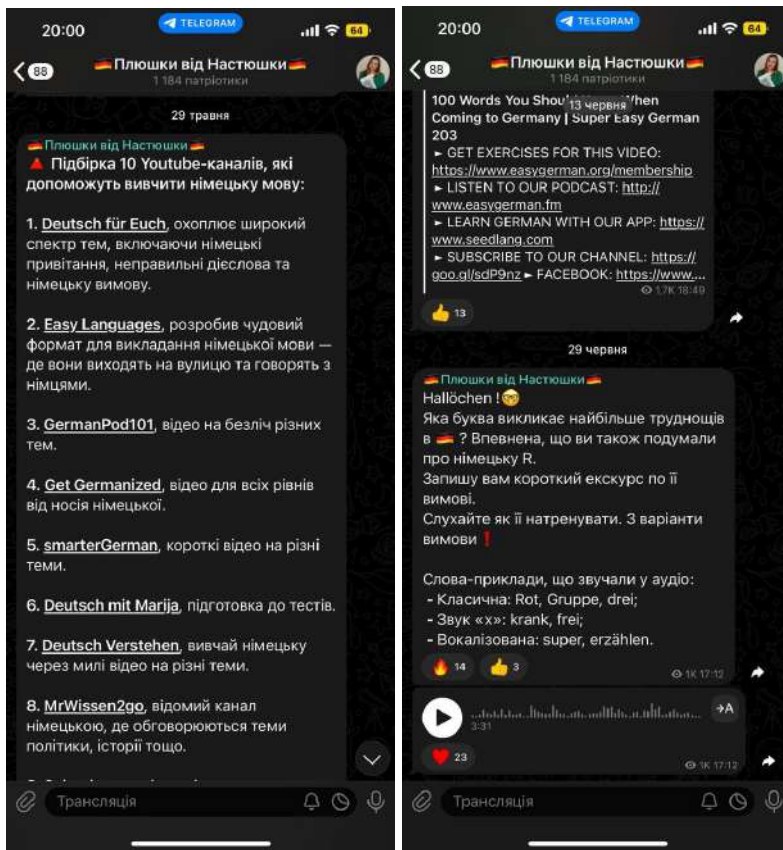 20:00
TELEGRAM
64
88
Плюшки від Настюшки
1 184 патріотики
29 травня
Плюшки від Настюшки
Підбірка 10 Youtube-каналів, які
допоможуть вивчити німецьку мову:
1. Deutsch für Euch, охоплює широкий
спектр тем, включаючи німецькі
привітання, неправильні дієслова та
німецьку вимову.
2. Easy Languages, розробив чудовий
формат для викладання німецької мови —
де вони виходять на вулицю та говорять з
німцями.
3. GermanPod101, відео на безліч різних
тем.
4. Get Germanized, відео для всіх рівнів
від носія німецької.
5. smarterGerman, короткі відео на різні
теми.
6. Deutsch mit Marija, підготовка до тестів.
7. Deutsch Verstehen, вивчай німецьку
через милі відео на різні теми.
8. MrWissen2go, відомий канал
німецькою, де обговорюються теми
політики, історії тощо.
Трансляція
20:00
TELEGRAM
64
88
Плюшки від Настюшки
1 184 патріотики
13 червня
100 Words You Should When
Coming to Germany | Super Easy German
203
► GET EXERCISES FOR THIS VIDEO:
https://www.easygerman.org/membership
► LISTEN TO OUR PODCAST: http://
www.easygerman.fm
► LEARN GERMAN WITH OUR APP: https://
www.seedlang.com
► SUBSCRIBE TO OUR CHANNEL: https://
goo.gl/sdP9nz ► FACEBOOK: https://www....
1,7K 18:49
13
29 червня
Плюшки від Настюшки
Hallöchen !
Яка буква викликає найбільше труднощів
в ? Впевнена, що ви також подумали
про німецьку R.
Запишу вам короткий екскурс по її
вимові.
Слухайте як її натренувати. 3 варіанти
вимови
Слова-приклади, що звучали у аудіо:
- Класична: Rot, Gruppe, drei;
- Звук «х»: krank, frei;
- Вокалізована: super, erzählen.
14 3
1K 17:12
→A
3:31
23
1K 17:12
Трансляція